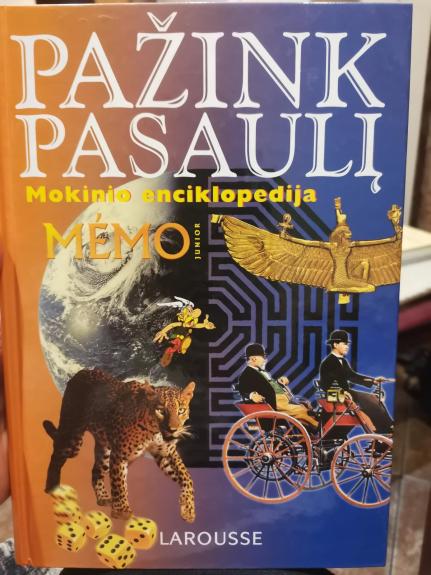 PAŽINK
PASAULĮ
Mokinio enciklopedija
MÉMO
JUNIOR
LAROUSSE